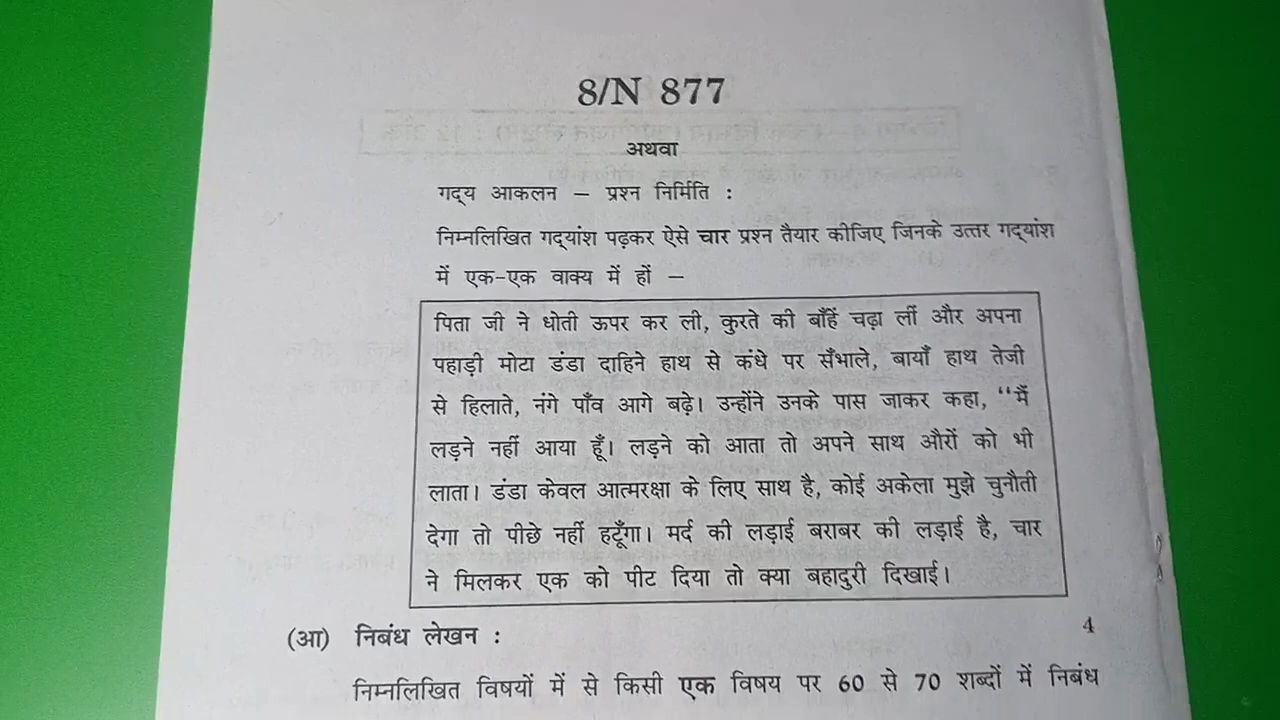 8/N 877
अथवा
गद्‌य आकलन — प्रश्न निर्मिति :
निम्नलिखित गद्‌यांश पढ़कर ऐसे चार प्रश्न तैयार कीजिए जिनके उत्तर गद्‌यांश
में एक-एक वाक्य में हों —
पिता जी ने धोती ऊपर कर ली, कुरते की बाँहें चढ़ा लीं और अपना
पहाड़ी मोटा डंडा दाहिने हाथ से कंधे पर सँभाले, बायाँ हाथ तेजी
से हिलाते, नंगे पाँव आगे बढ़े। उन्होंने उनके पास जाकर कहा, “मैं
लड़ने नहीं आया हूँ। लड़ने को आता तो अपने साथ औरों को भी
लाता। डंडा केवल आत्मरक्षा के लिए साथ है, कोई अकेला मुझे चुनौती
देगा तो पीछे नहीं हटूँगा। मर्द की लड़ाई बराबर की लड़ाई है, चार
ने मिलकर एक को पीट दिया तो क्या बहादुरी दिखाई।
(आ) निबंध लेखन : 4
निम्नलिखित विषयों में से किसी एक विषय पर 60 से 70 शब्दों में निबंध